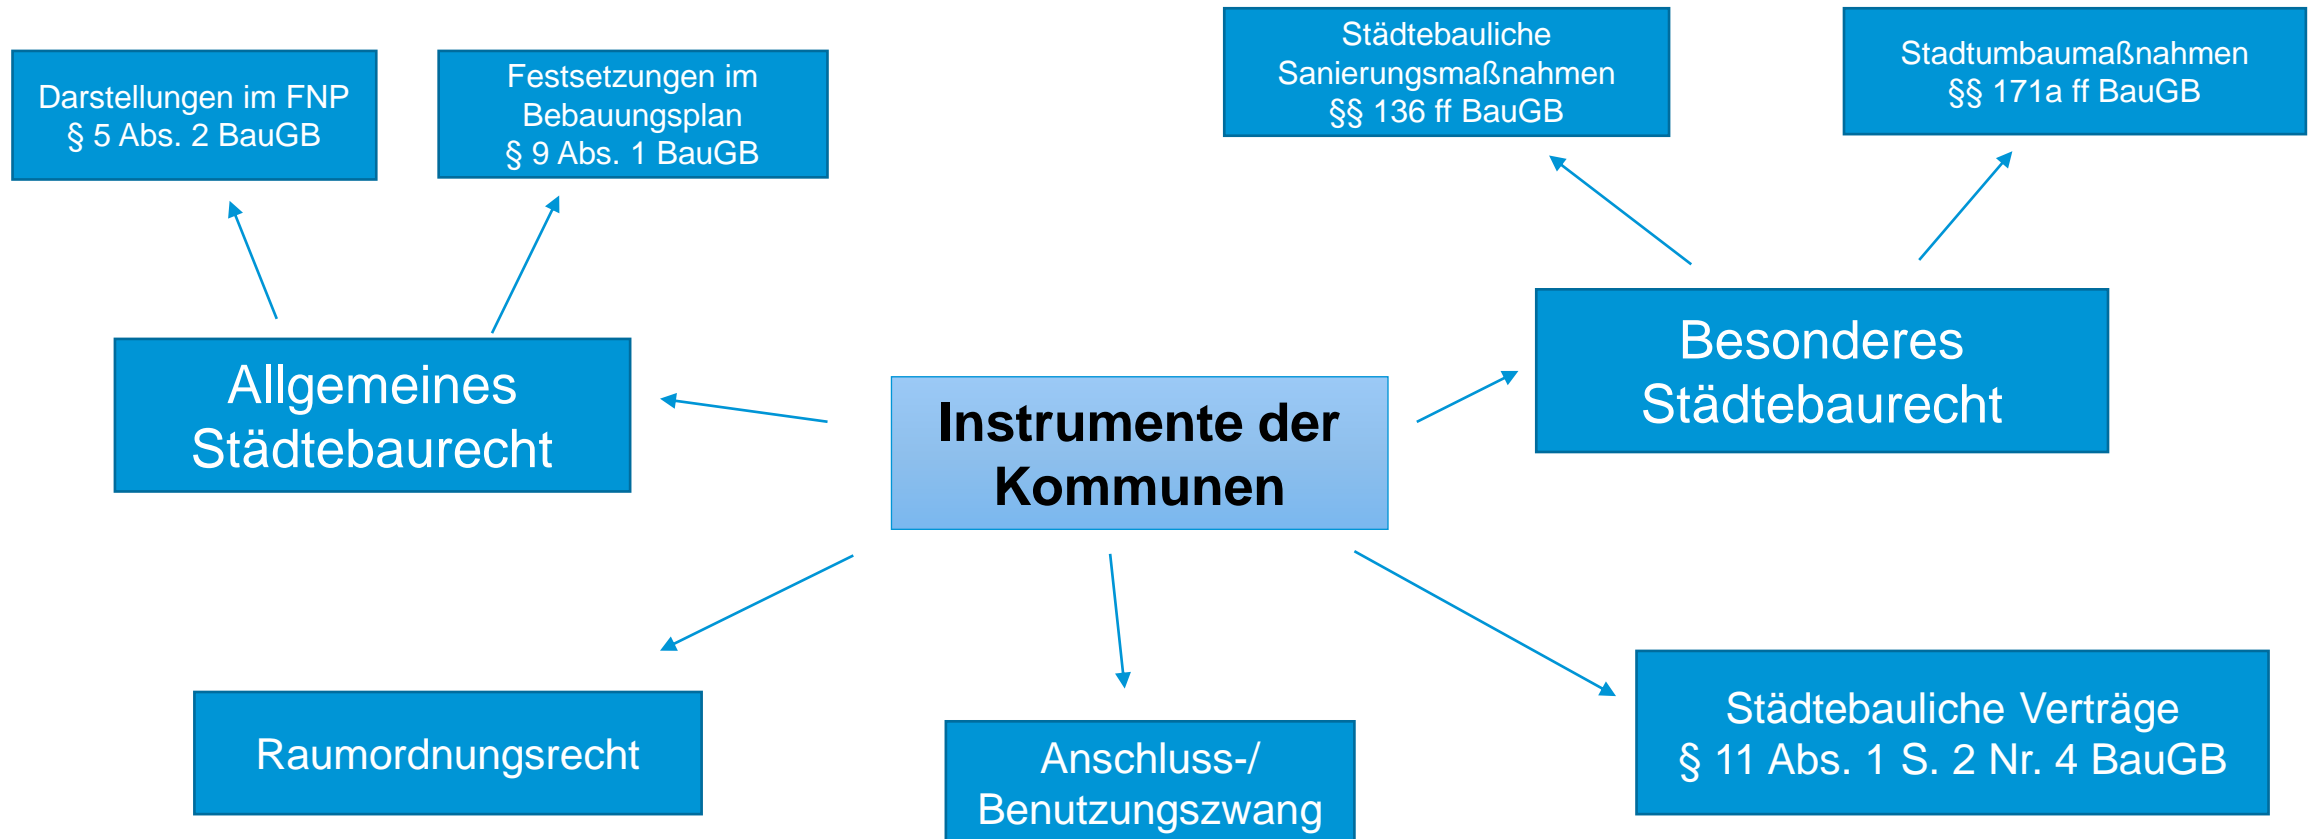 Darstellungen im FNP
§ 5 Abs. 2 BauGB
Festsetzungen im
Bebauungsplan
§ 9 Abs. 1 BauGB
Städtebauliche
Sanierungsmaßnahmen
§§ 136 ff BauGB
Stadtumbaumaßnahmen
§§ 171a ff BauGB
Allgemeines
Städtebaurecht
Instrumente der
Kommunen
Besonderes
Städtebaurecht
Raumordnungsrecht
Anschluss-/
Benutzungszwang
Städtebauliche Verträge
§ 11 Abs. 1 S. 2 Nr. 4 BauGB